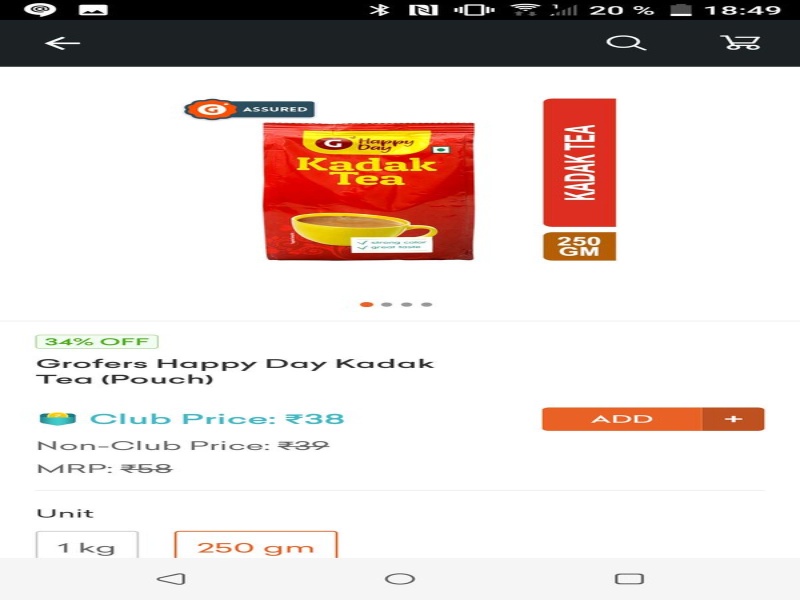 20 % 18:49
G ASSURED
G Happy Day
Kadak
Tea
strong color
great taste
KADAK TEA
250
GM
34% OFF
Grofers Happy Day Kadak
Tea (Pouch)
Club Price: ₹38
ADD +
Non-Club Price: ₹39
MRP: ₹58
Unit
1 kg 250 gm